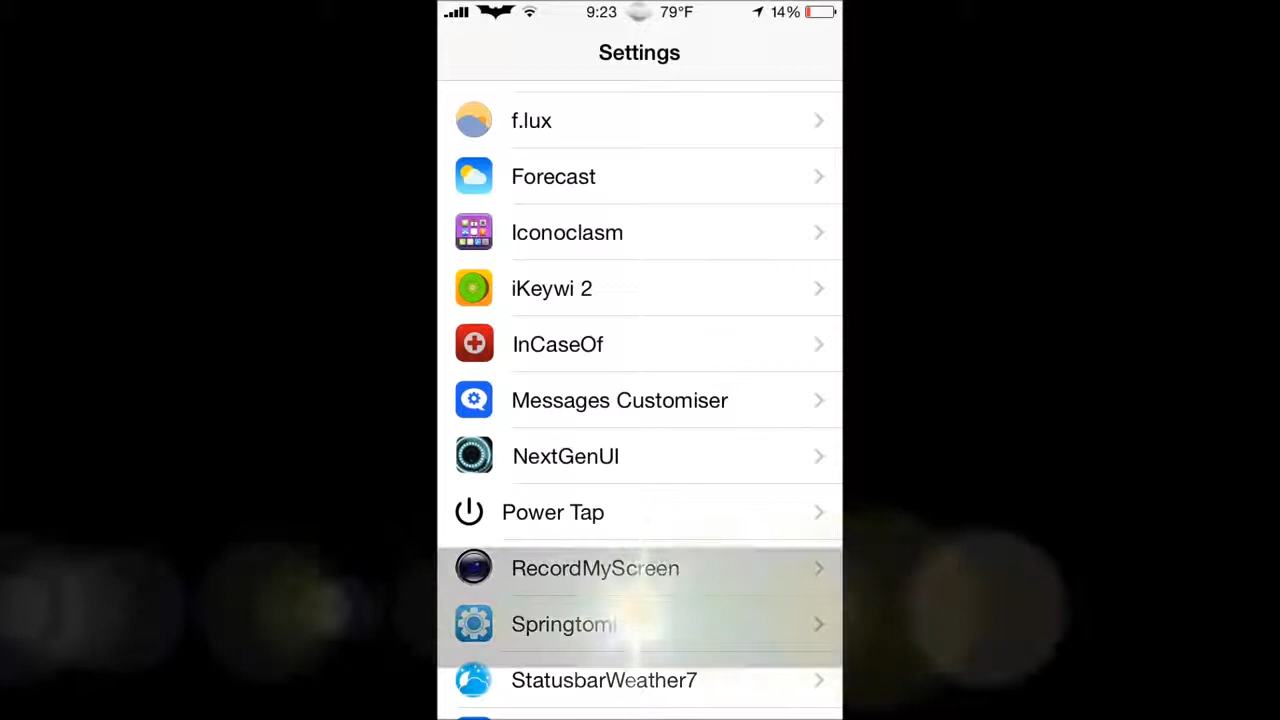 9:23 79°F 14%
Settings
f.lux
Forecast
Iconoclasm
iKeywi 2
InCaseOf
Messages Customiser
NextGenUI
Power Tap
RecordMyScreen
StatusbarWeather7